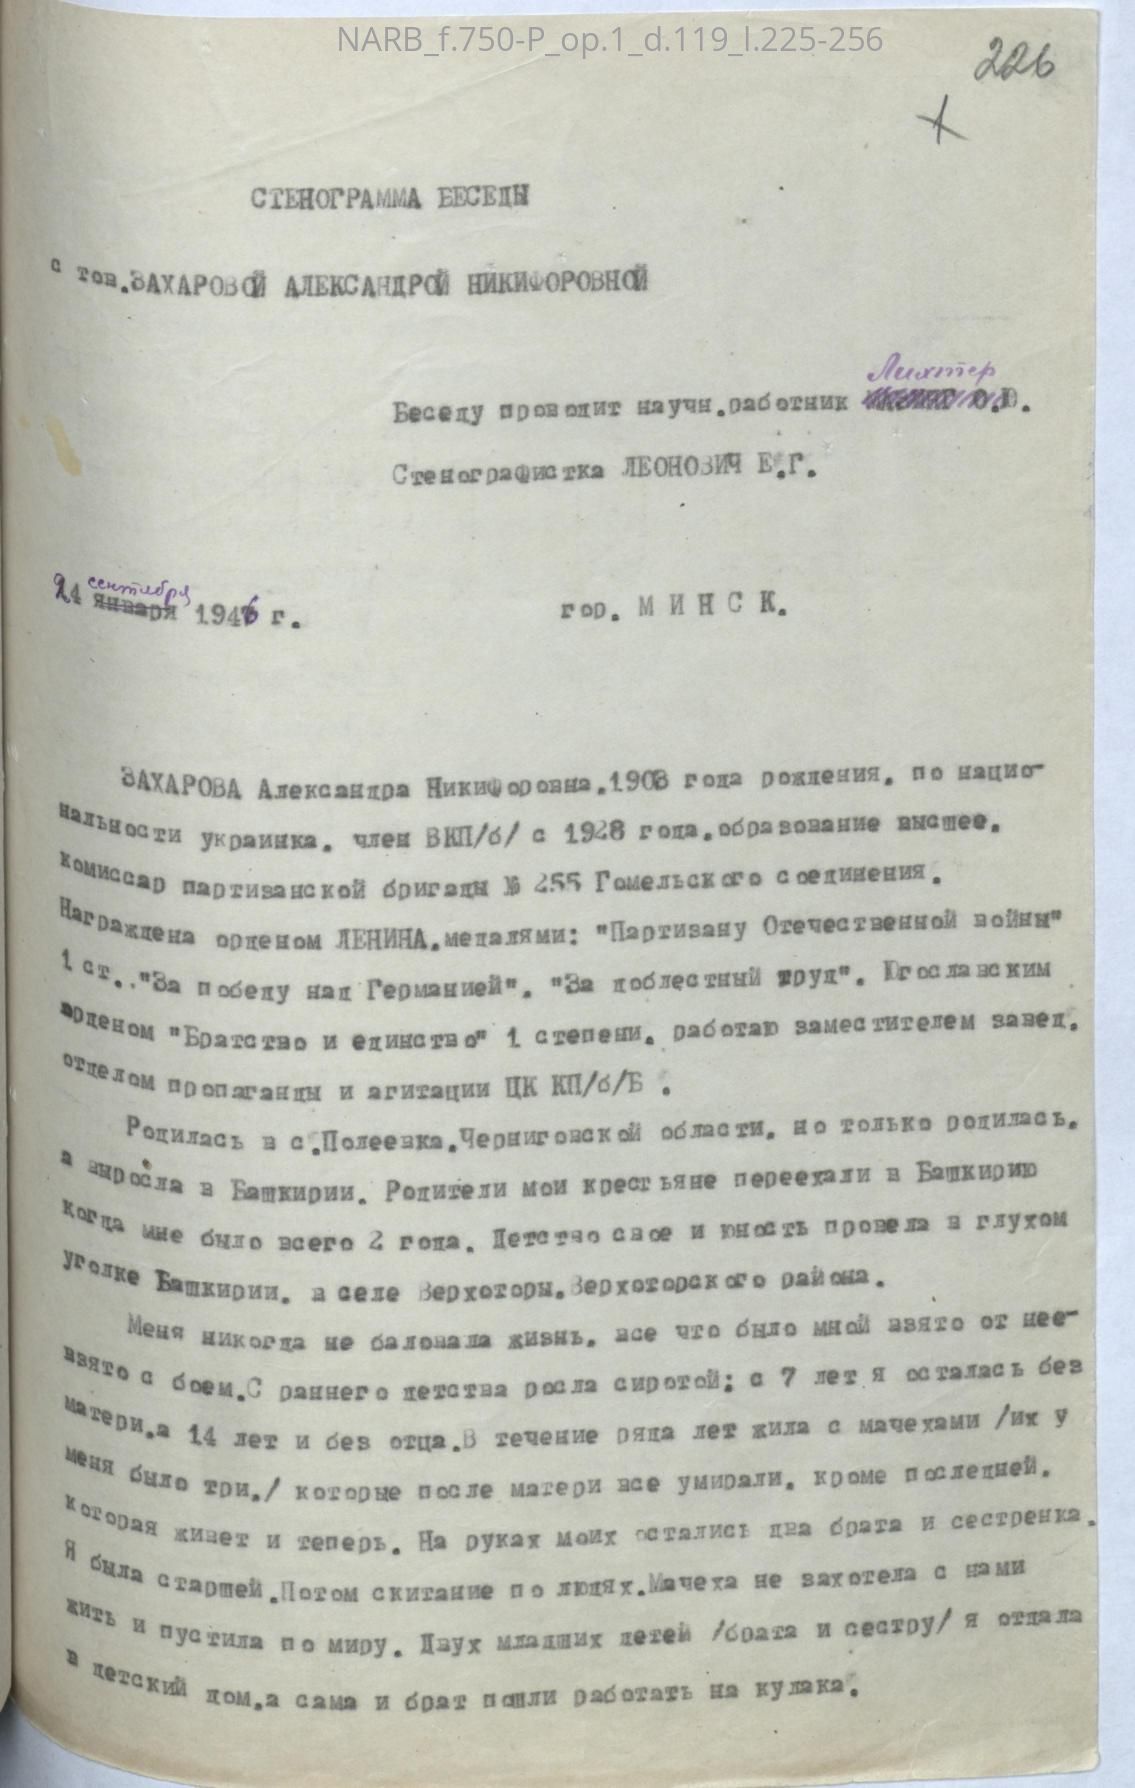 NARB_f.750-P_op.1_d.119_l.225-256
226
СТЕНОГРАММА БЕСЕДЫ
с тов.ЗАХАРОВОЙ АЛЕКСАНДРОЙ НИКИФОРОВНОЙ
Лихтер
Беседу проводит научн.работник О.Ю.
Стенографистка ЛЕОНОВИЧ Е.Г.
сентября
24 января 1946 г.
гор. М И Н С К.
ЗАХАРОВА Александра Никифоровна.1908 года рождения. по нацио-
нальности украинка. член ВКП/б/ с 1928 года.образование высшее.
комиссар партизанской бригады № 255 Гомельского соединения.
Награждена орденом ЛЕНИНА.медалями: "Партизану Отечественной войны"
1 ст.."За победу над Германией". "За доблестный труд". Югославским
орденом "Братство и единство" 1 степени. работаю заместителем завед.
отделом пропаганды и агитации ЦК КП/б/Б .
Родилась в с.Полеевка.Черниговской области. но только родилась.
а выросла в Башкирии. Родители мои крестьяне переехали в Башкирию
когда мне было всего 2 года. Детство свое и юность провела в глухом
уголке Башкирии. в селе Верхоторы.Верхоторского района.
Меня никогда не баловала жизнь. все что было мной взято от нее-
взято с боем.С раннего детства росла сиротой: с 7 лет я осталась без
матери.а 14 лет и без отца.В течение ряда лет жила с мачехами /их у
меня было три./ которые после матери все умирали. кроме последней.
которая живет и теперь. На руках моих остались два брата и сестренка.
Я была старшей.Потом скитание по людях.Мачеха не захотела с нами
жить и пустила по миру. Двух младших детей /брата и сестру/ я отдала
в детский дом.а сама и брат пошли работать на кулака.